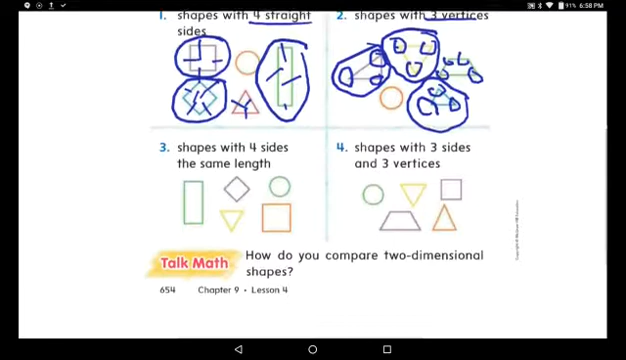 91% 6:58 PM
1. shapes with 4 straight
sides
2. shapes with 3 vertices
3. shapes with 4 sides
the same length
4. shapes with 3 sides
and 3 vertices
Talk Math How do you compare two-dimensional
shapes?
654 Chapter 9 • Lesson 4